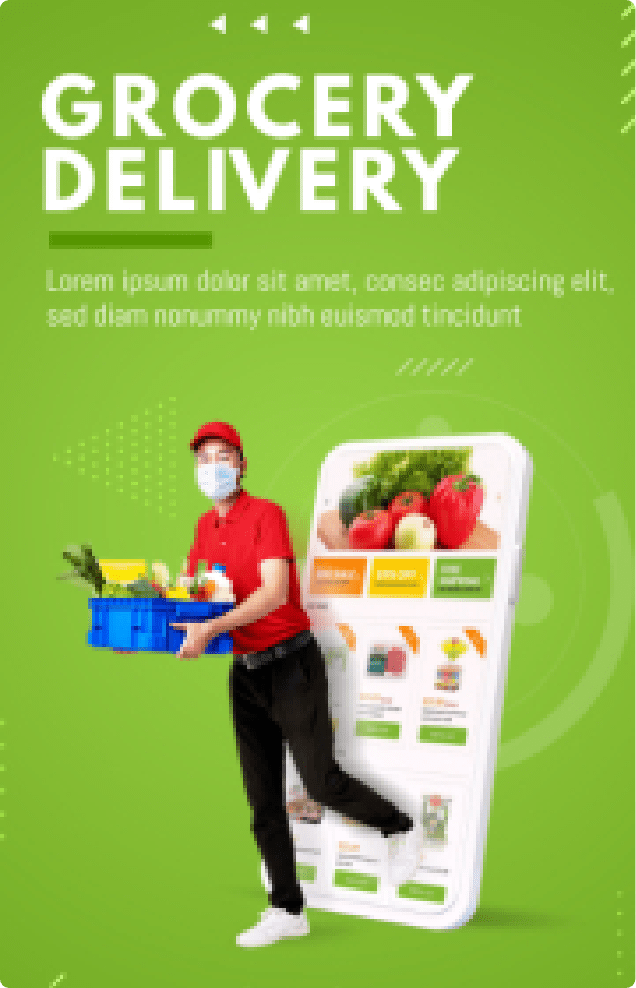 GROCERY
DELIVERY
Lorem ipsum dolor sit amet, consec adipiscing elit,
sed diam nonummy nibh euismod tincidunt